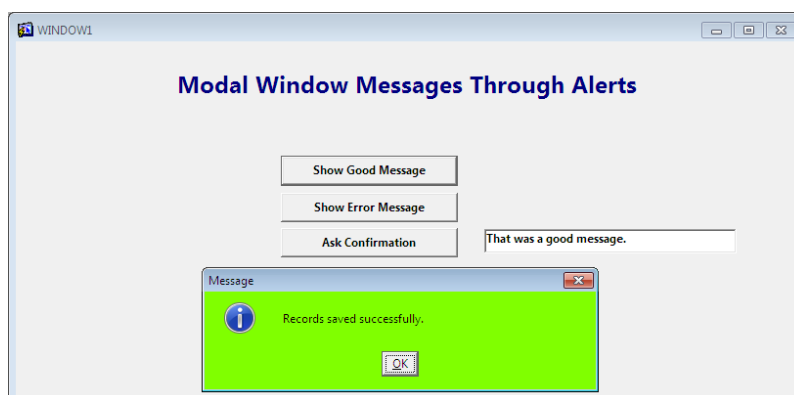 WINDOW1
Modal Window Messages Through Alerts
Show Good Message
Show Error Message
Ask Confirmation
That was a good message.
Message
Records saved successfully.
OK